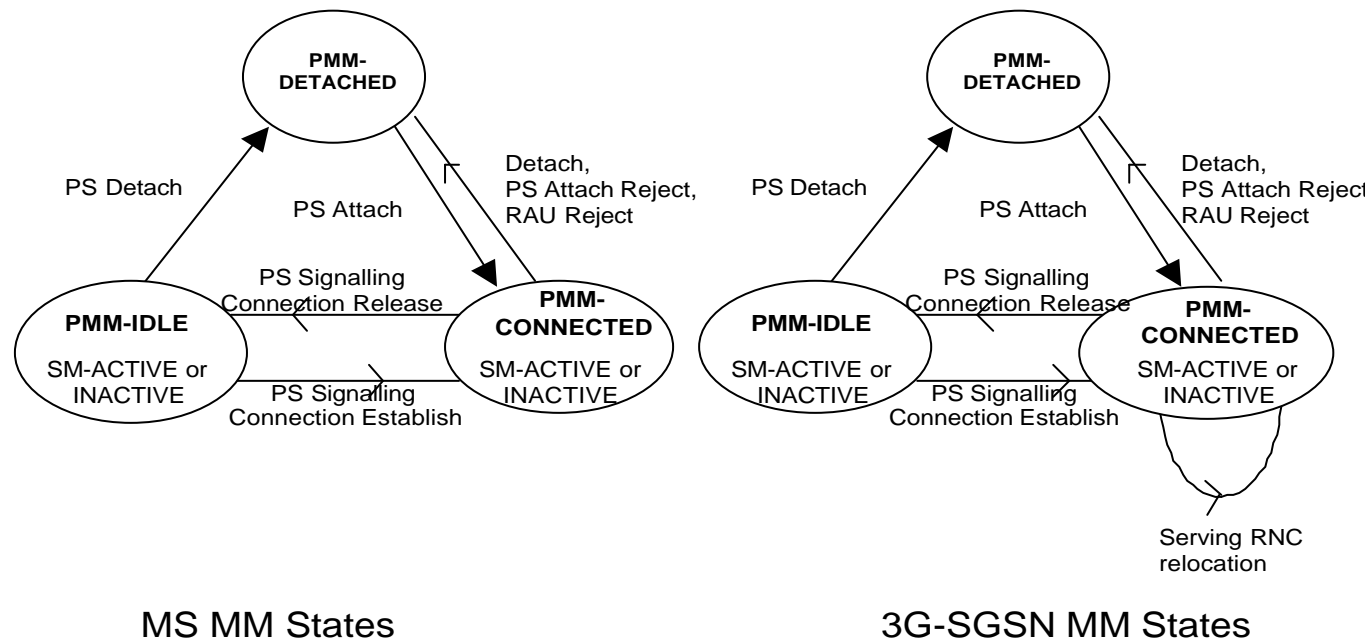 PMM-
DETACHED
PS Detach
PS Attach
Detach,
PS Attach Reject,
RAU Reject
PS Signalling
Connection Release
PMM-IDLE
SM-ACTIVE or
INACTIVE
PMM-
CONNECTED
SM-ACTIVE or
INACTIVE
PS Signalling
Connection Establish
MS MM States
PMM-
DETACHED
PS Detach
PS Attach
Detach,
PS Attach Reject
RAU Reject
PS Signalling
Connection Release
PMM-IDLE
SM-ACTIVE or
INACTIVE
PMM-
CONNECTED
SM-ACTIVE or
INACTIVE
PS Signalling
Connection Establish
Serving RNC
relocation
3G-SGSN MM States